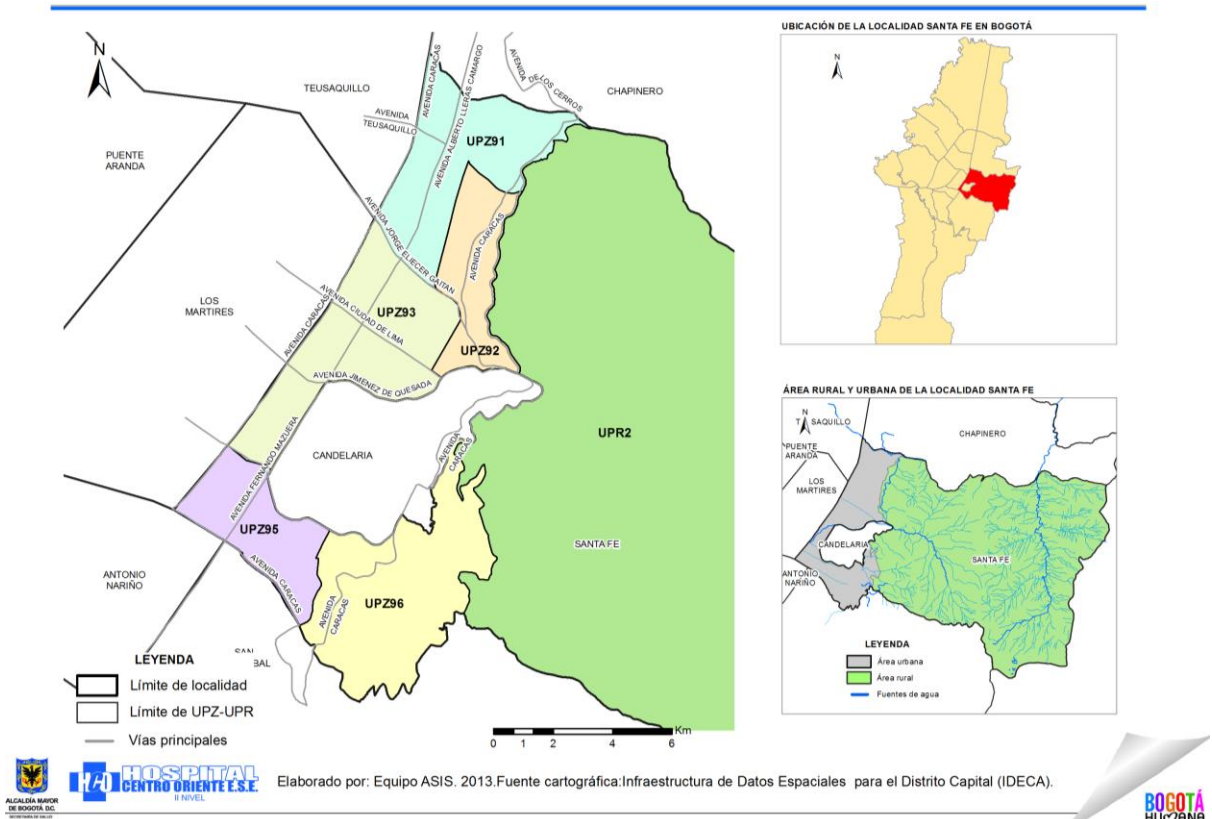 N
TEUSAQUILLO
AVENIDA CARACAS
AVENIDA ALBERTO LLERAS CAMARGO
AVENIDA
DE LOS CERROS
CHAPINERO
AVENIDA
TEUSAQUILLO
UPZ91
PUENTE
ARANDA
AVENIDA JORGE ELIECER GAITAN
AVENIDA CARACAS
LOS
MARTIRES
AVENIDA CARACAS
AVENIDA CIUDAD DE LIMA
UPZ93
UPZ92
AVENIDA JIMENEZ DE QUESADA
UPR2
AVENIDA FERNANDO MAZUERA
CANDELARIA
AVENIDA
CARACAS
UPZ95
SANTA FE
ANTONIO
NARIÑO
AVENIDA CARACAS
AVENIDA
CARACAS
UPZ96
LEYENDA
Límite de localidad
Límite de UPZ-UPR
Vías principales
Km
0 1 2 4 6
UBICACIÓN DE LA LOCALIDAD SANTA FE EN BOGOTÁ
N
ÁREA RURAL Y URBANA DE LA LOCALIDAD SANTA FE
N
T SAQUILLO
CHAPINERO
PUENTE
ARANDA
LOS
MARTIRES
CANDELARIA
SANTA FE
ANTONIO
NARIÑO
LEYENDA
Área urbana
Área rural
Fuentes de agua
ALCALDÍA MAYOR
DE BOGOTÁ D.C.
SECRETARÍA DE SALUD
HCO HOSPITAL
CENTRO ORIENTE E.S.E.
II NIVEL
Elaborado por: Equipo ASIS. 2013.Fuente cartográfica:Infraestructura de Datos Espaciales para el Distrito Capital (IDECA).
BOGOTÁ
HUMANA